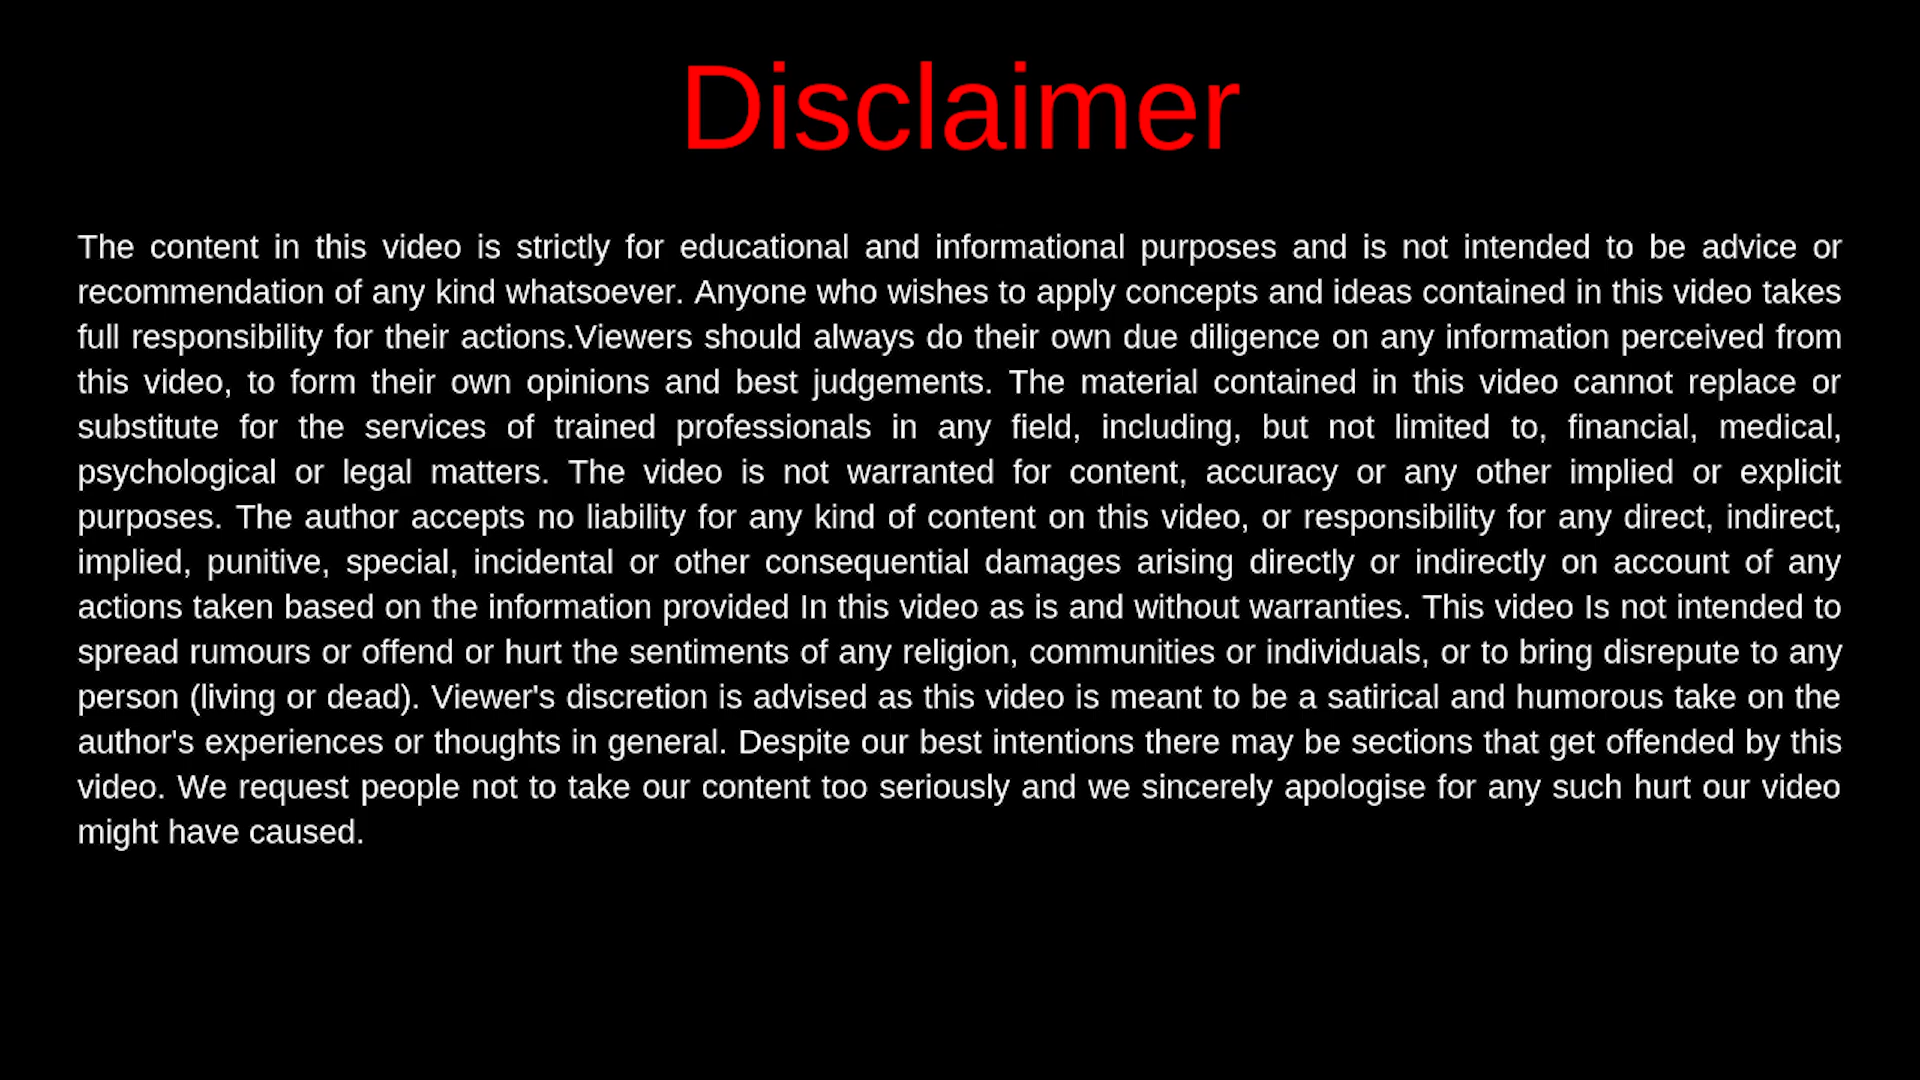 Disclaimer
The content in this video is strictly for educational and informational purposes and is not intended to be advice or
recommendation of any kind whatsoever. Anyone who wishes to apply concepts and ideas contained in this video takes
full responsibility for their actions.Viewers should always do their own due diligence on any information perceived from
this video, to form their own opinions and best judgements. The material contained in this video cannot replace or
substitute for the services of trained professionals in any field, including, but not limited to, financial, medical,
psychological or legal matters. The video is not warranted for content, accuracy or any other implied or explicit
purposes. The author accepts no liability for any kind of content on this video, or responsibility for any direct, indirect,
implied, punitive, special, incidental or other consequential damages arising directly or indirectly on account of any
actions taken based on the information provided In this video as is and without warranties. This video Is not intended to
spread rumours or offend or hurt the sentiments of any religion, communities or individuals, or to bring disrepute to any
person (living or dead). Viewer's discretion is advised as this video is meant to be a satirical and humorous take on the
author's experiences or thoughts in general. Despite our best intentions there may be sections that get offended by this
video. We request people not to take our content too seriously and we sincerely apologise for any such hurt our video
might have caused.